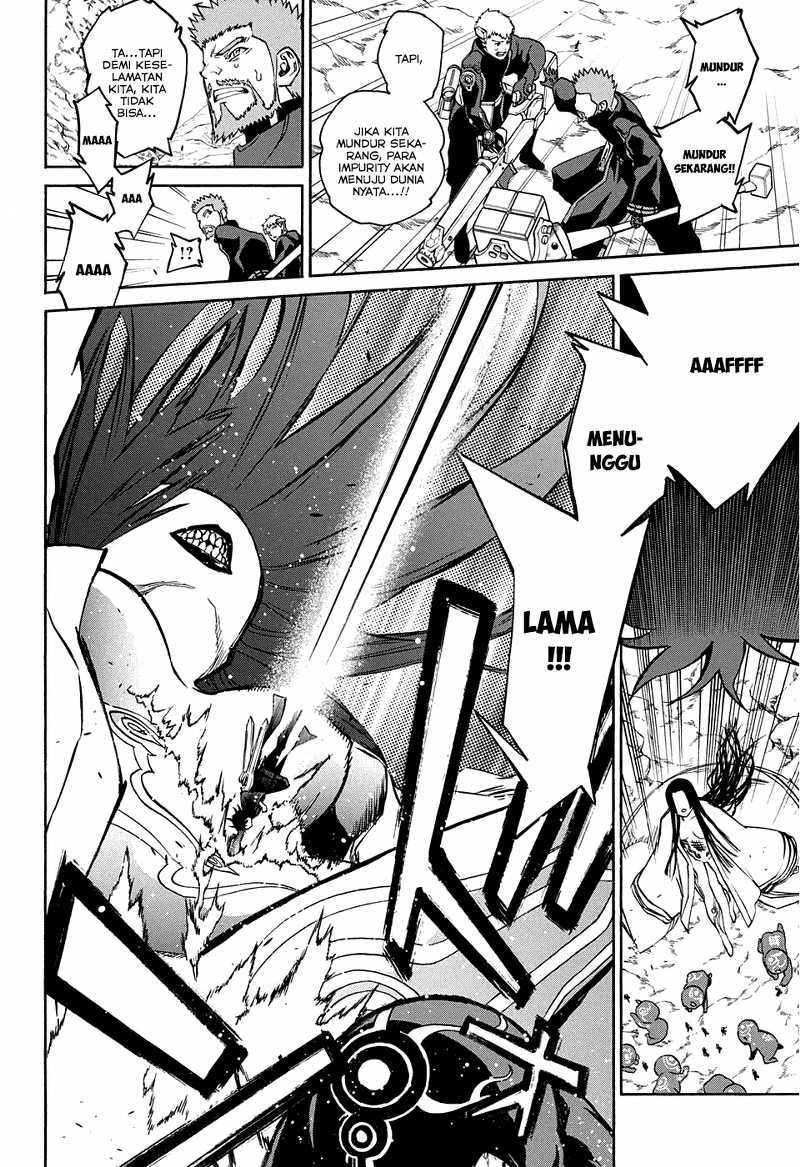 MUNDUR
...
MUNDUR
SEKARANG!!
TAPI,
JIKA KITA
MUNDUR SEKA-
RANG, PARA
IMPURITY AKAN
MENUJU DUNIA
NYATA...!!
TA...TAPI
DEMI KESE-
LAMATAN
KITA, KITA
TIDAK
BISA...
MAAA
AAA
AAAA
!?
AAAFFFF
MENU-
NGGU
LAMA
!!!